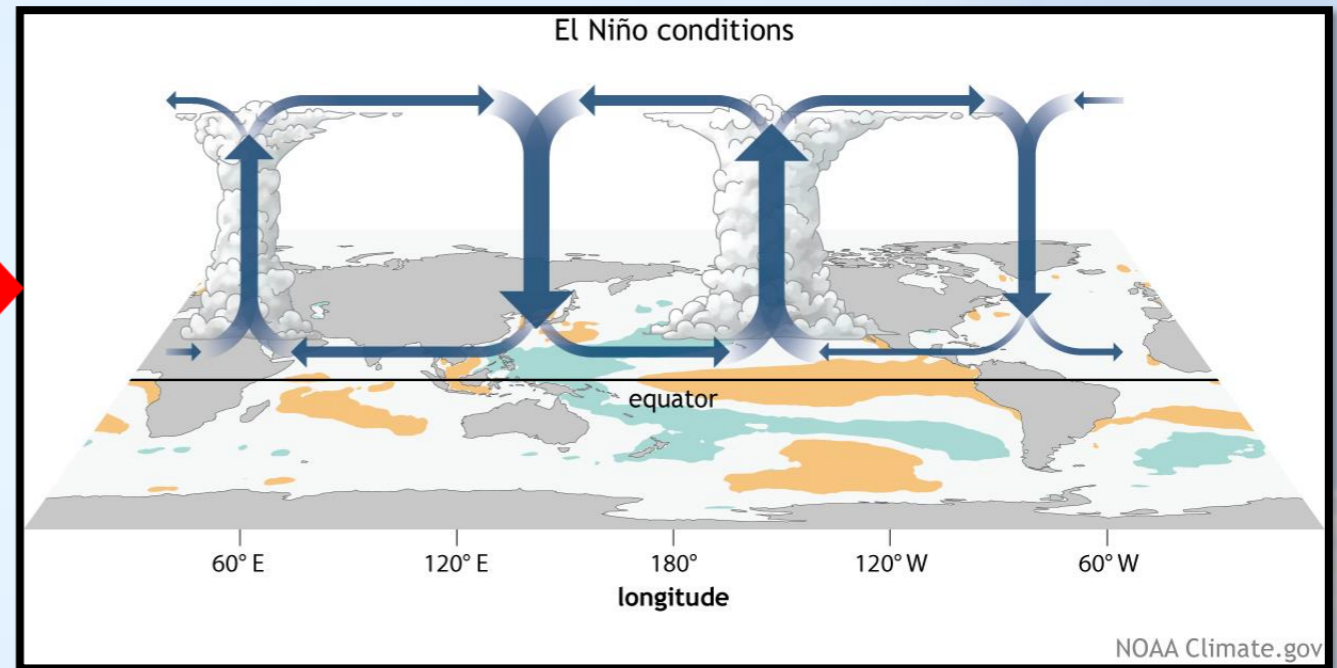 El Niño conditions
equator
60° E 120° E 180° 120° W 60° W
longitude
NOAA Climate.gov